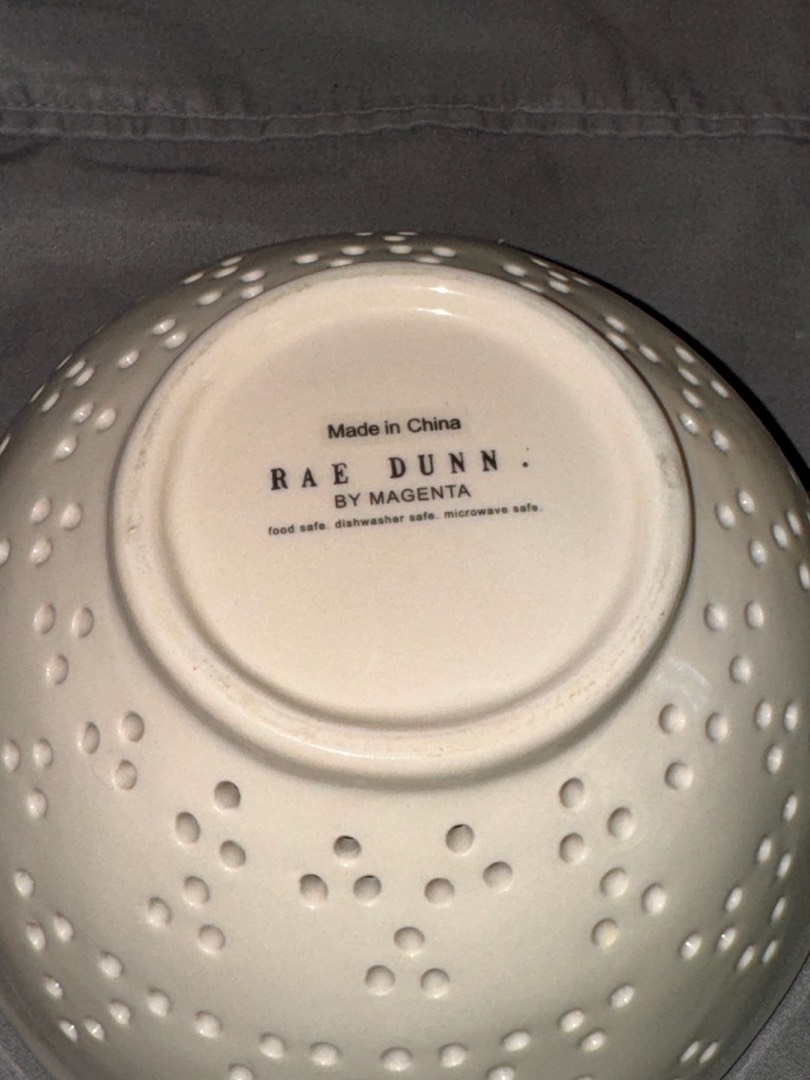 Made in China
RAE DUNN.
BY MAGENTA
food safe. dishwasher safe. microwave safe.